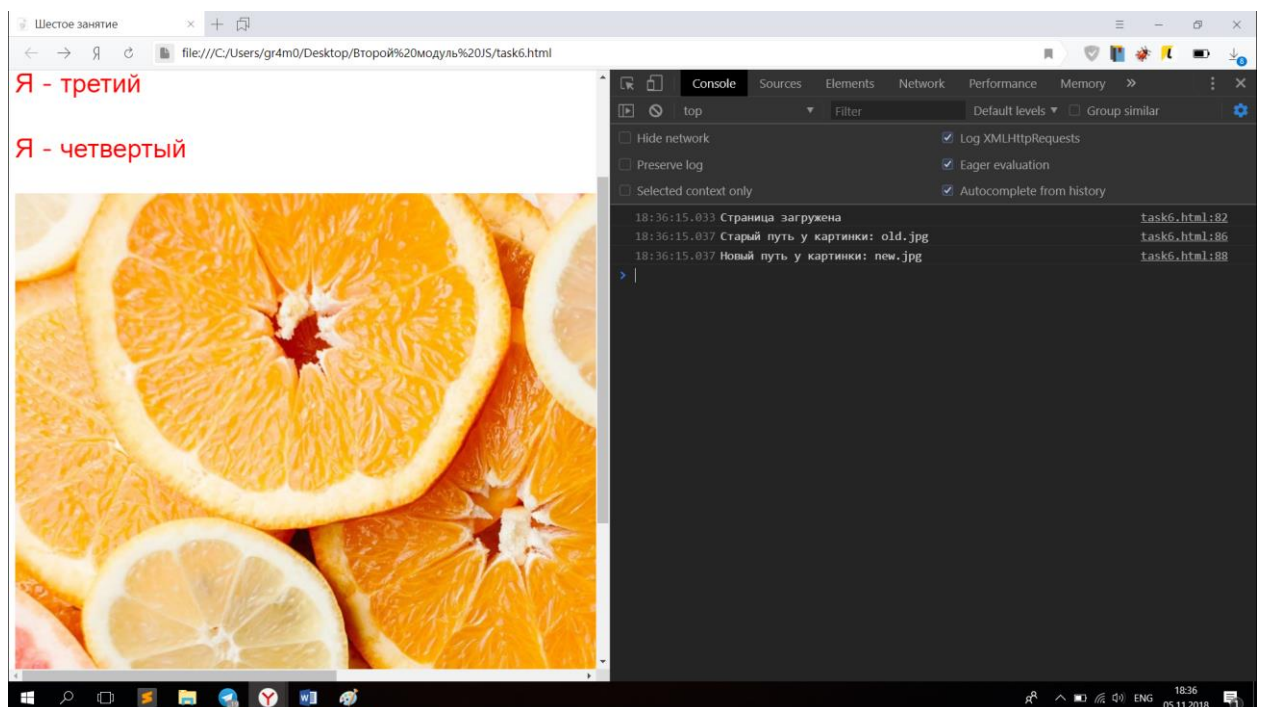 Шестое занятие
file:///C:/Users/gr4m0/Desktop/Второй%20модуль%20JS/task6.html
Я - третий
Я - четвертый
Console Sources Elements Network Performance Memory »
top Filter Default levels ▼ Group similar
Hide network Log XMLHttpRequests
Preserve log Eager evaluation
Selected context only Autocomplete from history
18:36:15.033 Страница загружена task6.html:82
18:36:15.037 Старый путь у картинки: old.jpg task6.html:86
18:36:15.037 Новый путь у картинки: new.jpg task6.html:88
ENG 18:36
05.11.2018